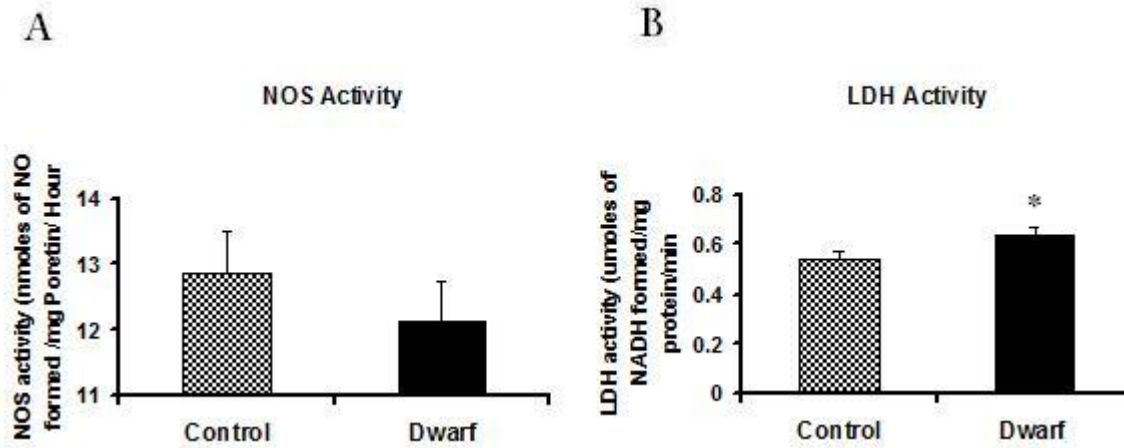 A
NOS Activity
NOS activity (nmoles of NO
formed /mg Poretin/ Hour
14
13
12
11
Control Dwarf
B
LDH Activity
LDH activity (umoles of
NADH formed/mg
protein/min
0.8
0.6
0.4
0.2
0
*
Control Dwarf